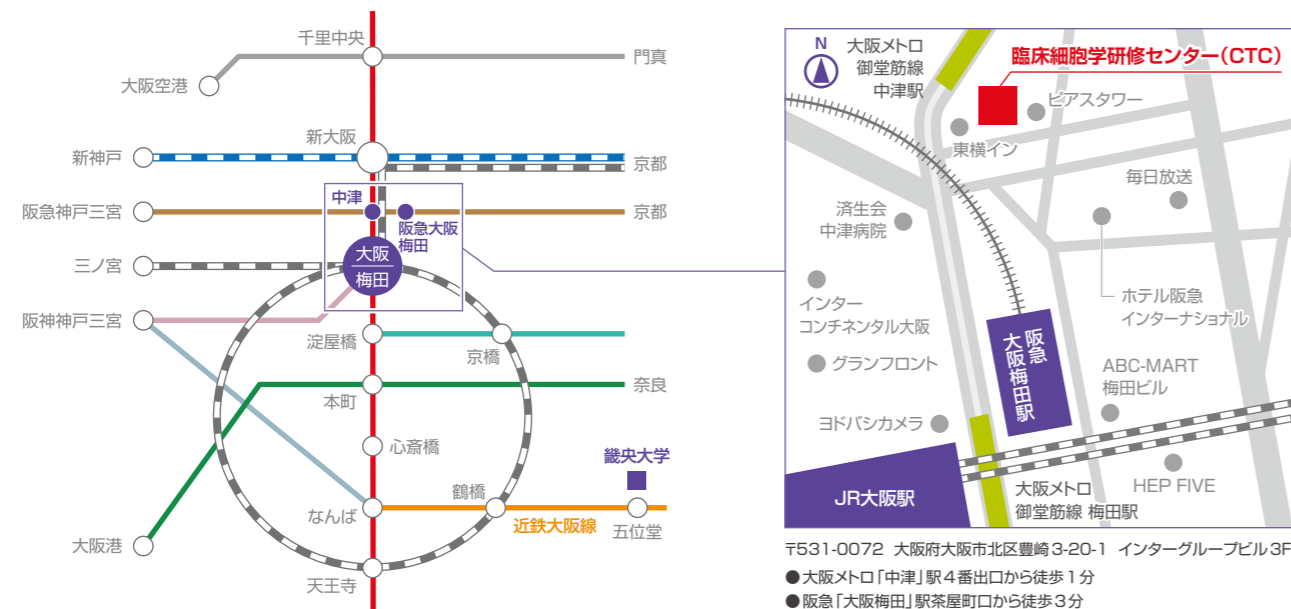 千里中央
門真
大阪空港
新大阪
新神戸
京都
中津
阪急神戸三宮
京都
阪急大阪
梅田
大阪
梅田
三ノ宮
阪神神戸三宮
淀屋橋
京橋
本町
奈良
心斎橋
畿央大学
鶴橋
なんば
近鉄大阪線
五位堂
大阪港
天王寺
N
大阪メトロ
御堂筋線
中津駅
臨床細胞学研修センター(CTC)
ピアスタワー
東横イン
毎日放送
済生会
中津病院
インター
コンチネンタル大阪
ホテル阪急
インターナショナル
阪急
大阪梅田駅
グランフロント
ABC-MART
梅田ビル
ヨドバシカメラ
JR大阪駅
大阪メトロ
御堂筋線 梅田駅
HEP FIVE
〒531-0072 大阪府大阪市北区豊崎3-20-1 インターグループビル3F
●大阪メトロ「中津」駅4番出口から徒歩1分
●阪急「大阪梅田」駅茶屋町口から徒歩3分